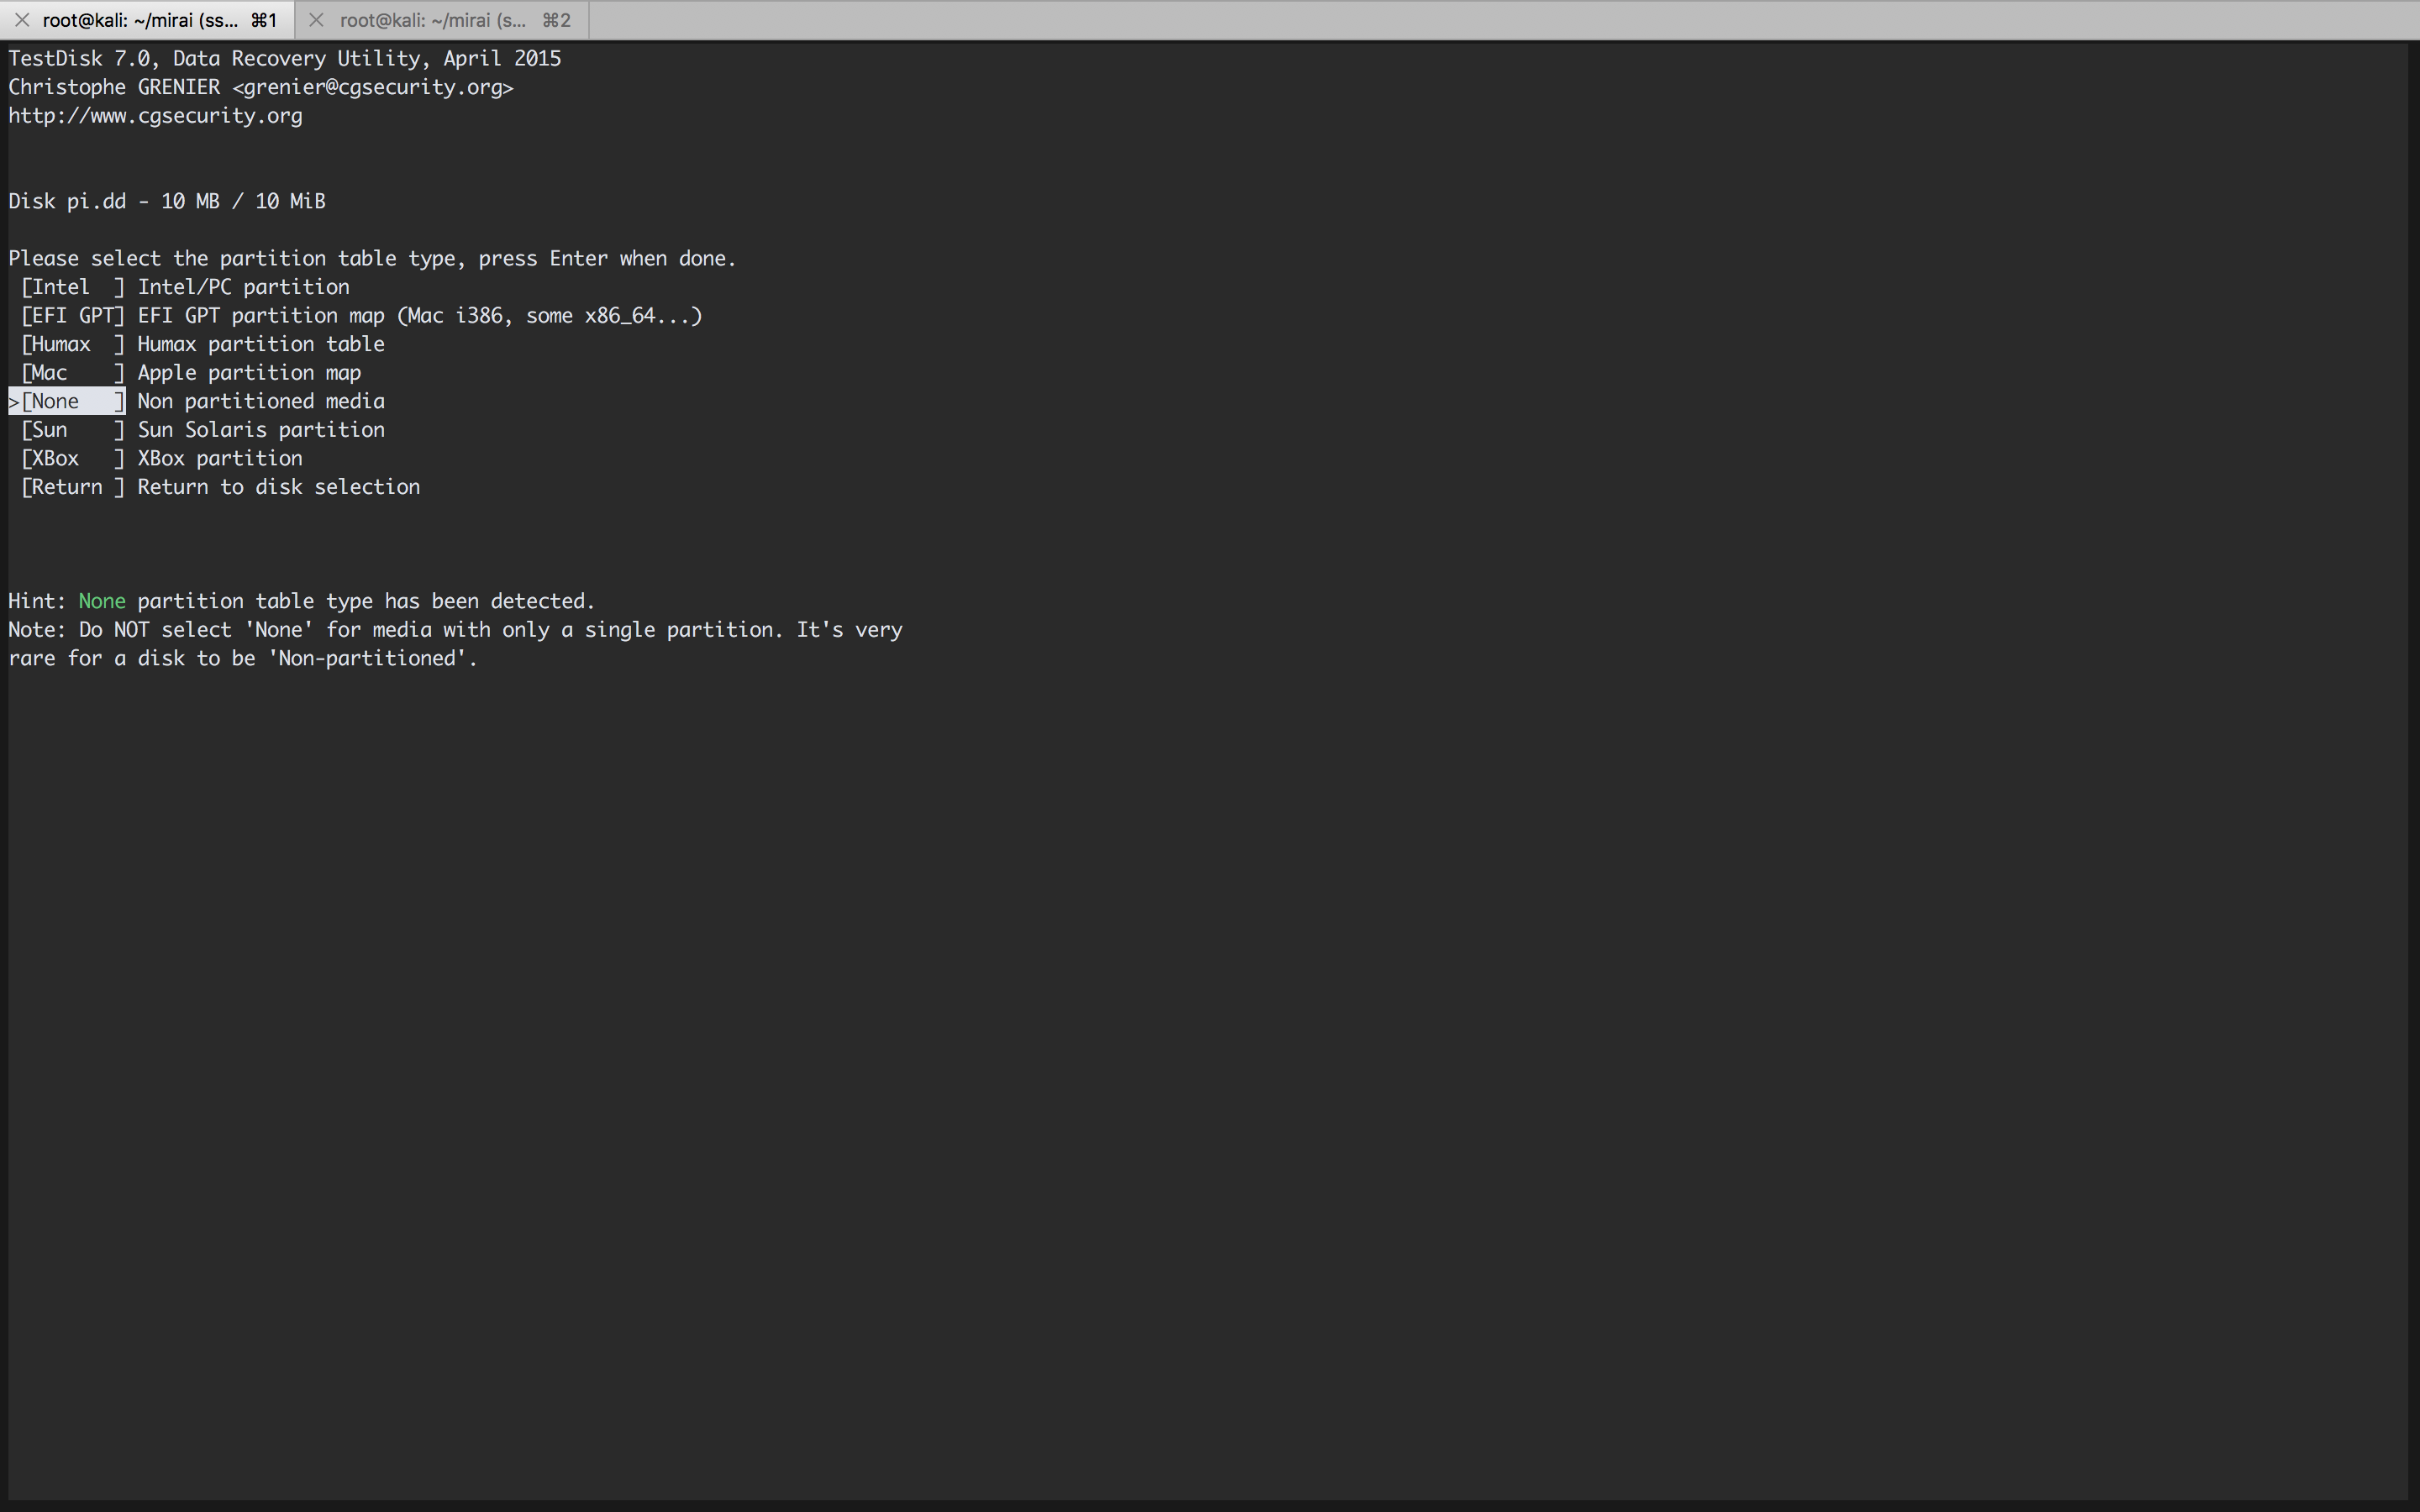 root@kali: ~/mirai (ss... ⌘1 root@kali: ~/mirai (s... ⌘2
TestDisk 7.0, Data Recovery Utility, April 2015
Christophe GRENIER <grenier@cgsecurity.org>
http://www.cgsecurity.org
Disk pi.dd - 10 MB / 10 MiB
Please select the partition table type, press Enter when done.
[Intel  ] Intel/PC partition
[EFI GPT] EFI GPT partition map (Mac i386, some x86_64...)
[Humax  ] Humax partition table
[Mac    ] Apple partition map
>[None   ] Non partitioned media
[Sun    ] Sun Solaris partition
[XBox   ] XBox partition
[Return ] Return to disk selection
Hint: None partition table type has been detected.
Note: Do NOT select 'None' for media with only a single partition. It's very
rare for a disk to be 'Non-partitioned'.